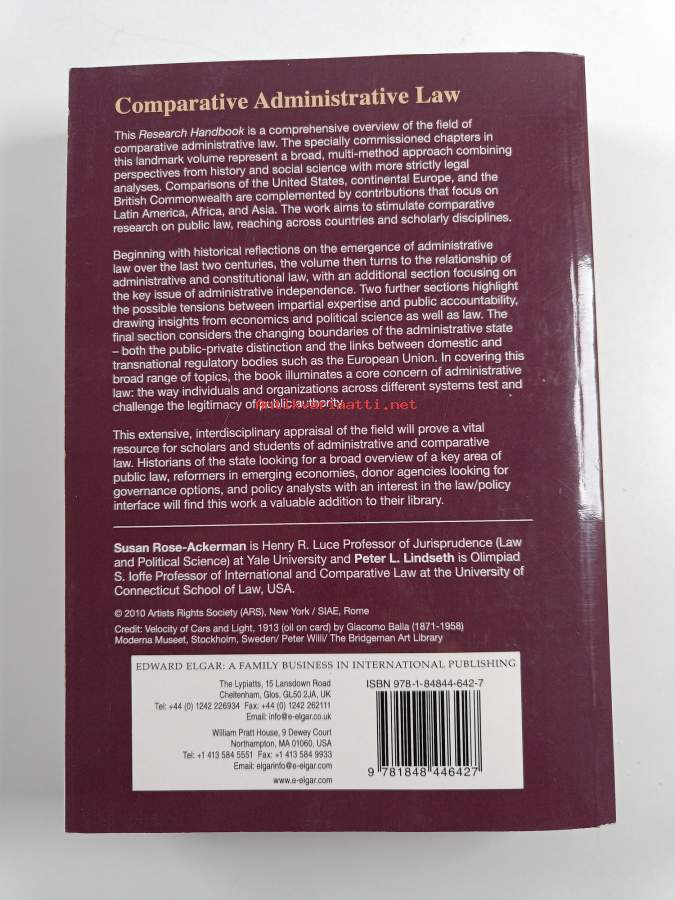 Comparative Administrative Law
This Research Handbook is a comprehensive overview of the field of
comparative administrative law. The specially commissioned chapters in
this landmark volume represent a broad, multi-method approach combining
perspectives from history and social science with more strictly legal
analyses. Comparisons of the United States, continental Europe, and the
British Commonwealth are complemented by contributions that focus on
Latin America, Africa, and Asia. The work aims to stimulate comparative
research on public law, reaching across countries and scholarly disciplines.
Beginning with historical reflections on the emergence of administrative
law over the last two centuries, the volume then turns to the relationship of
administrative and constitutional law, with an additional section focusing on
the key issue of administrative independence. Two further sections highlight
the possible tensions between impartial expertise and public accountability,
drawing insights from economics and political science as well as law. The
final section considers the changing boundaries of the administrative state
– both the public-private distinction and the links between domestic and
transnational regulatory bodies such as the European Union. In covering this
broad range of topics, the book illuminates a core concern of administrative
law: the way individuals and organizations across different systems test and
challenge the legitimacy of public authority.
antikvariaatti.net
This extensive, interdisciplinary appraisal of the field will prove a vital
resource for scholars and students of administrative and comparative
law. Historians of the state looking for a broad overview of a key area of
public law, reformers in emerging economies, donor agencies looking for
governance options, and policy analysts with an interest in the law/policy
interface will find this work a valuable addition to their library.
Susan Rose-Ackerman is Henry R. Luce Professor of Jurisprudence (Law
and Political Science) at Yale University and Peter L. Lindseth is Olimpiad
S. Ioffe Professor of International and Comparative Law at the University of
Connecticut School of Law, USA.
© 2010 Artists Rights Society (ARS), New York / SIAE, Rome
Credit: Velocity of Cars and Light, 1913 (oil on card) by Giacomo Balla (1871-1958)
Moderna Museet, Stockholm, Sweden/ Peter Willi/ The Bridgeman Art Library
EDWARD ELGAR: A FAMILY BUSINESS IN INTERNATIONAL PUBLISHING
The Lypiatts, 15 Lansdown Road
Cheltenham, Glos, GL50 2JA, UK
Tel: +44 (0) 1242 226934 Fax: +44 (0) 1242 262111
Email: info@e-elgar.co.uk
William Pratt House, 9 Dewey Court
Northampton, MA 01060, USA
Tel: +1 413 584 5551 Fax: +1 413 584 9933
Email: elgarinfo@e-elgar.com
www.e-elgar.com
ISBN 978-1-84844-642-7
9 781848 446427